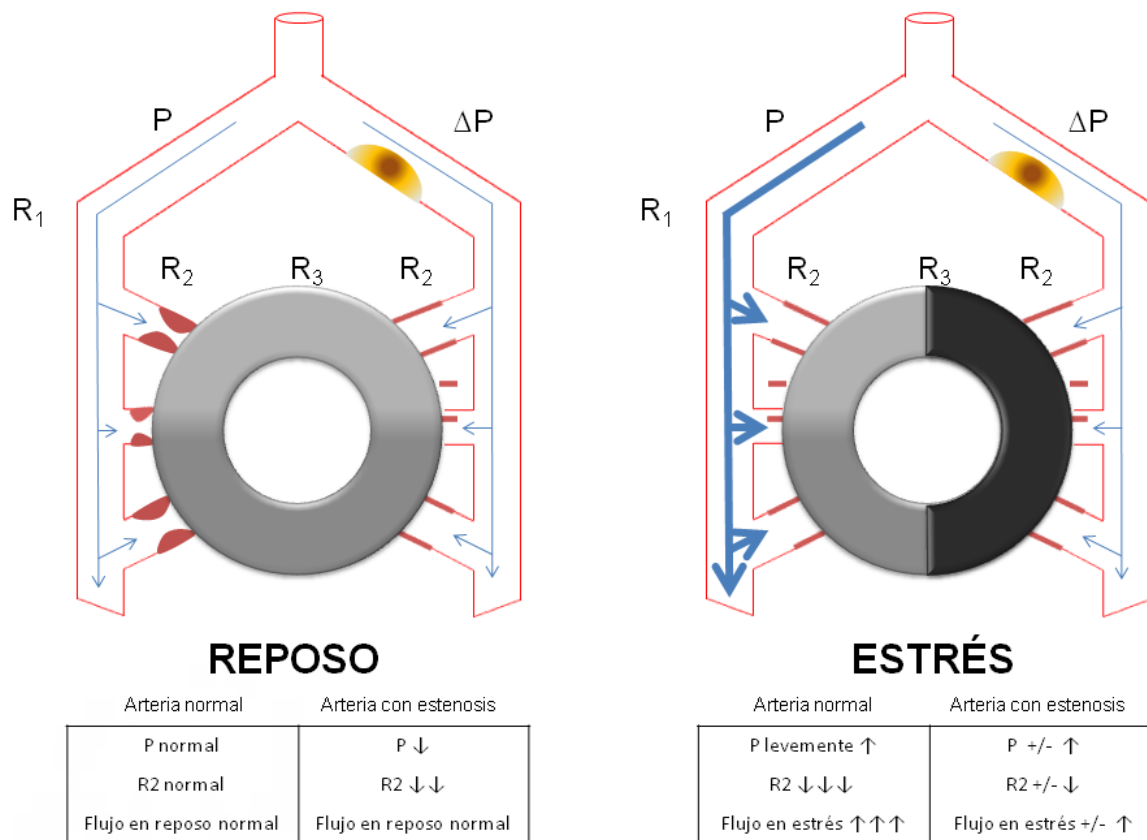 P
ΔP
R1
R2
R3
R2
REPOSO
Arteria normal
Arteria con estenosis
P normal
P ↓
R2 normal
R2 ↓↓
Flujo en reposo normal
Flujo en reposo normal
P
ΔP
R1
R2
R3
R2
ESTRÉS
Arteria normal
Arteria con estenosis
P levemente ↑
P +/- ↑
R2 ↓↓↓
R2 +/- ↓
Flujo en estrés ↑↑↑
Flujo en estrés +/- ↑